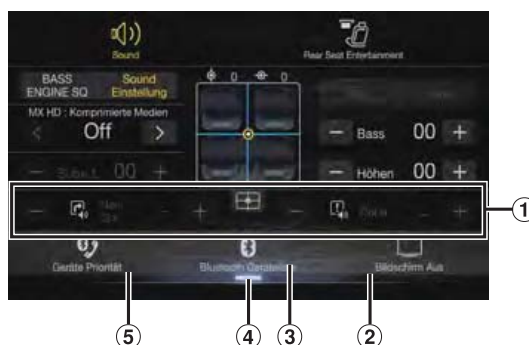 Sound
Rear Seat Entertainment
BASS
ENGINE SQ
Sound
Einstellung
0
0
MX HD : Komprimierte Medien
< Off >
− Bass 00 +
− 00 +
− Höhen 00 +
− − + − − +
1
Geräte Priorität
Bluetooth Geräteliste
Bildschirm Aus
5
4
3
2